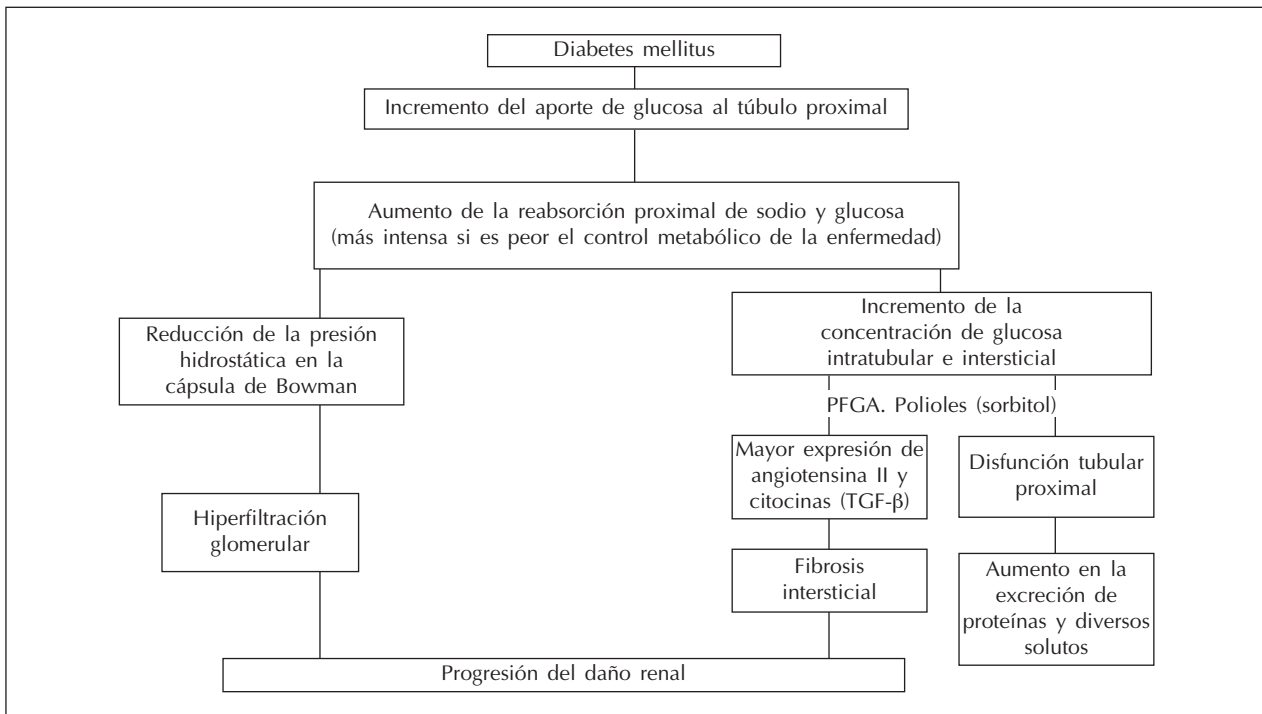 Diabetes mellitus
Incremento del aporte de glucosa al túbulo proximal
Aumento de la reabsorción proximal de sodio y glucosa
(más intensa si es peor el control metabólico de la enfermedad)
Reducción de la presión
hidrostática en la
cápsula de Bowman
Hiperfiltración
glomerular
Incremento de la
concentración de glucosa
intratubular e intersticial
PFGA. Polioles (sorbitol)
Mayor expresión de
angiotensina II y
citocinas (TGF-β)
Fibrosis
intersticial
Disfunción tubular
proximal
Aumento en la
excreción de
proteínas y diversos
solutos
Progresión del daño renal